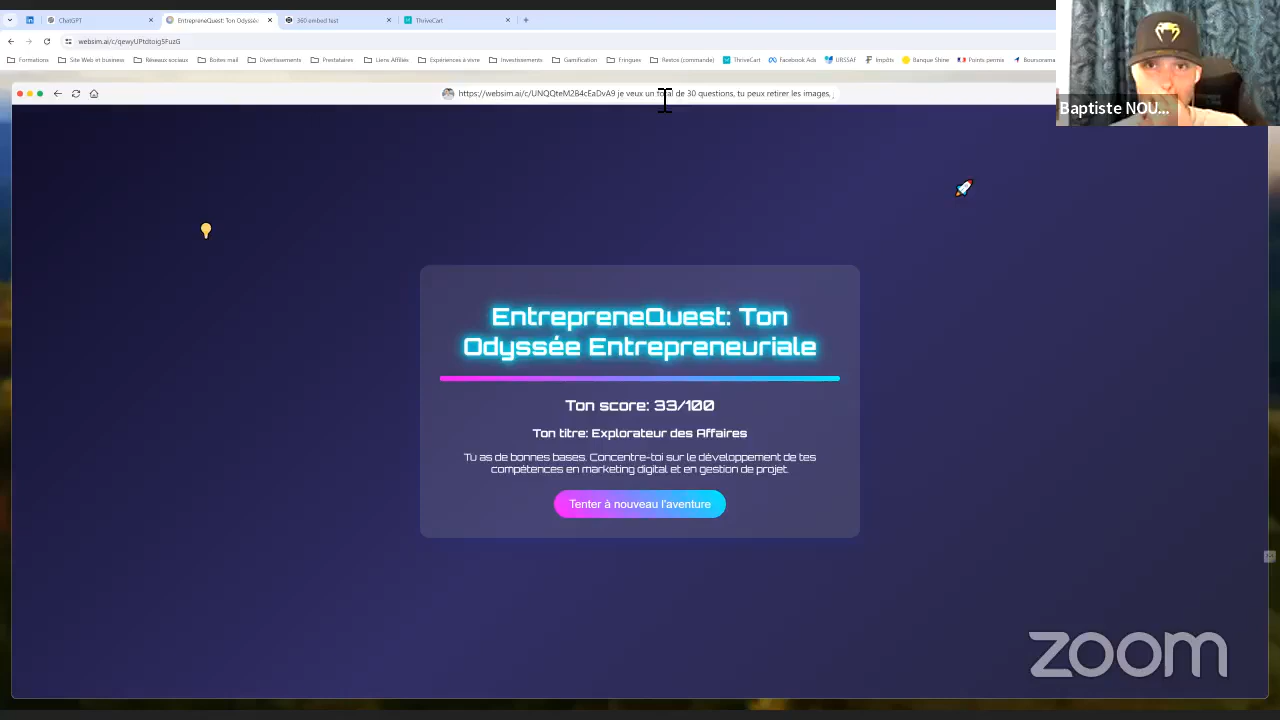 ChatGPT
EntrepreneQuest: Ton Odyssée
360 embed test
ThriveCart
websim.ai/c/qewyUPtdtoig5FuzG
Formations
Site Web et business
Réseaux sociaux
Boites mail
Divertissements
Prestataires
Liens Affiliés
Expériences à vivre
Investissements
Gamification
Fringues
Restos (commande)
ThriveCart
Facebook Ads
URSSAF
Impôts
Banque Shine
Points permis
Boursorama
https://websim.ai/c/UNQQteM2B4cEaDvA9 je veux un total de 30 questions, tu peux retirer les images,
Baptiste NOU...
EntrepreneQuest: Ton
Odyssée Entrepreneuriale
Ton score: 33/100
Ton titre: Explorateur des Affaires
Tu as de bonnes bases. Concentre-toi sur le développement de tes
compétences en marketing digital et en gestion de projet.
Tenter à nouveau l'aventure
zoom